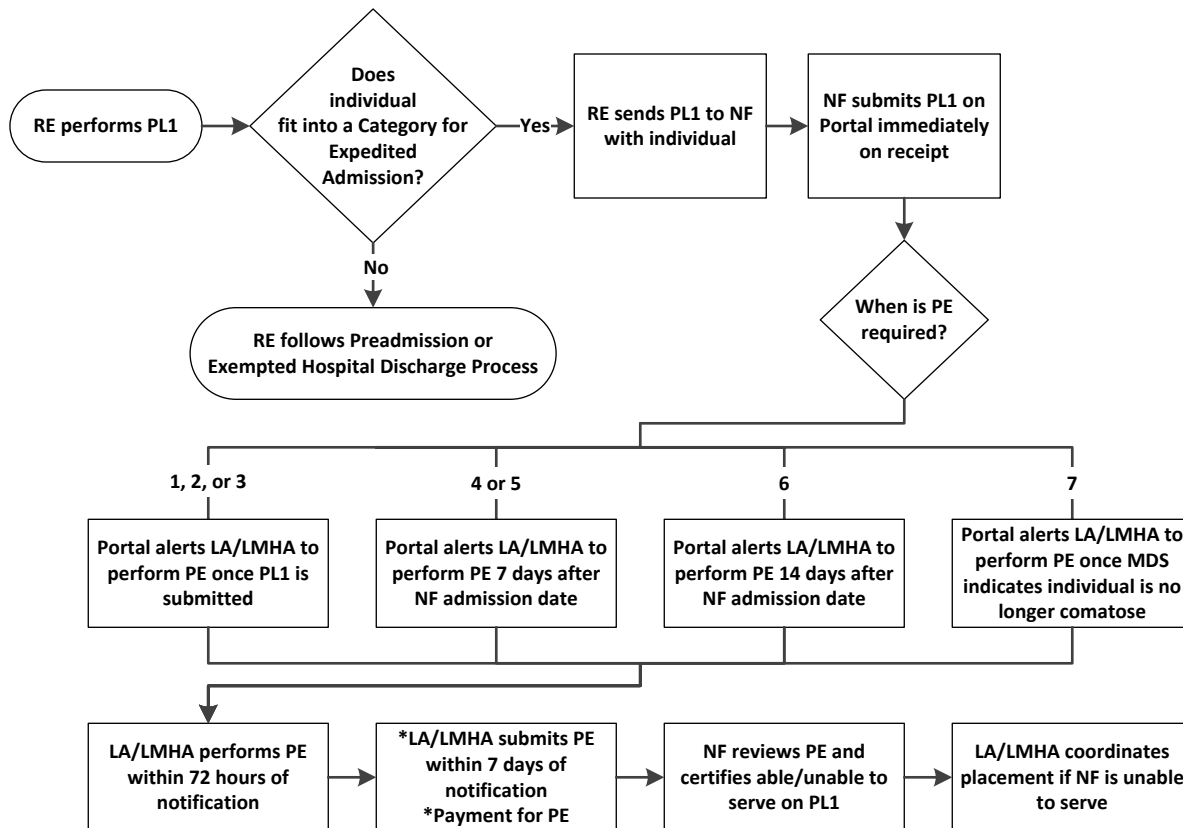 RE performs PL1
Does
individual
fit into a Category for
Expedited
Admission?
Yes
RE sends PL1 to NF
with individual
NF submits PL1 on
Portal immediately
on receipt
No
RE follows Preadmission or
Exempted Hospital Discharge Process
When is PE
required?
1, 2, or 3
4 or 5
6
7
Portal alerts LA/LMHA to
perform PE once PL1 is
submitted
Portal alerts LA/LMHA to
perform PE 7 days after
NF admission date
Portal alerts LA/LMHA to
perform PE 14 days after
NF admission date
Portal alerts LA/LMHA to
perform PE once MDS
indicates individual is no
longer comatose
LA/LMHA performs PE
within 72 hours of
notification
*LA/LMHA submits PE
within 7 days of
notification
*Payment for PE
NF reviews PE and
certifies able/unable to
serve on PL1
LA/LMHA coordinates
placement if NF is unable
to serve